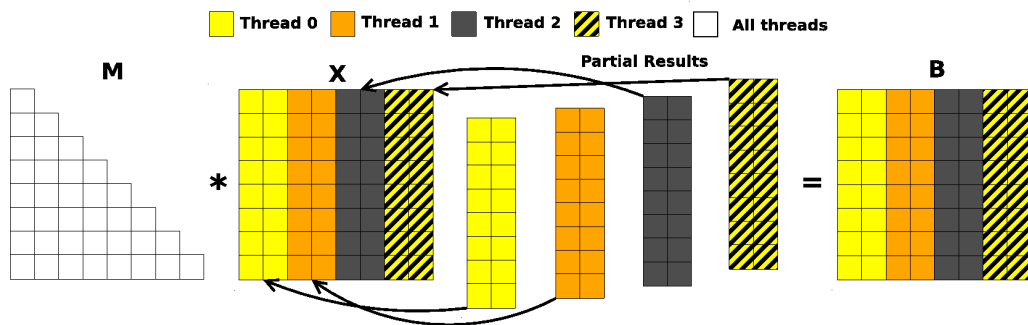 Thread 0 Thread 1 Thread 2 Thread 3 All threads
Partial Results
M X B
* =